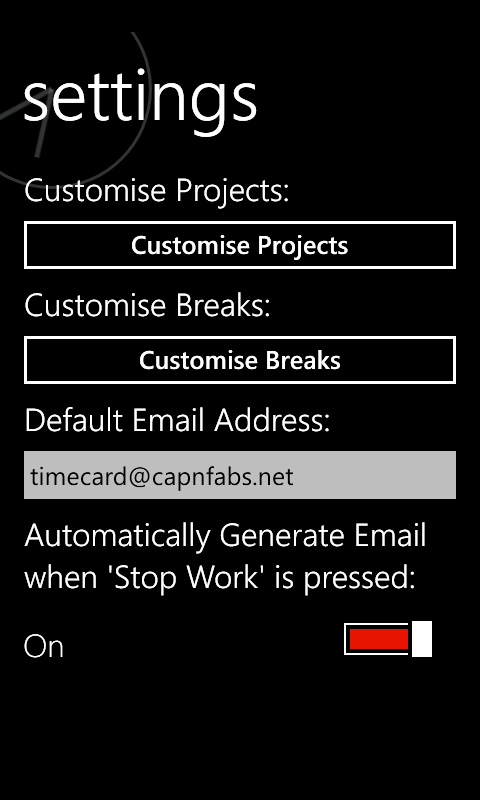 settings
Customise Projects:
Customise Projects
Customise Breaks:
Customise Breaks
Default Email Address:
timecard@capnfabs.net
Automatically Generate Email
when 'Stop Work' is pressed:
On